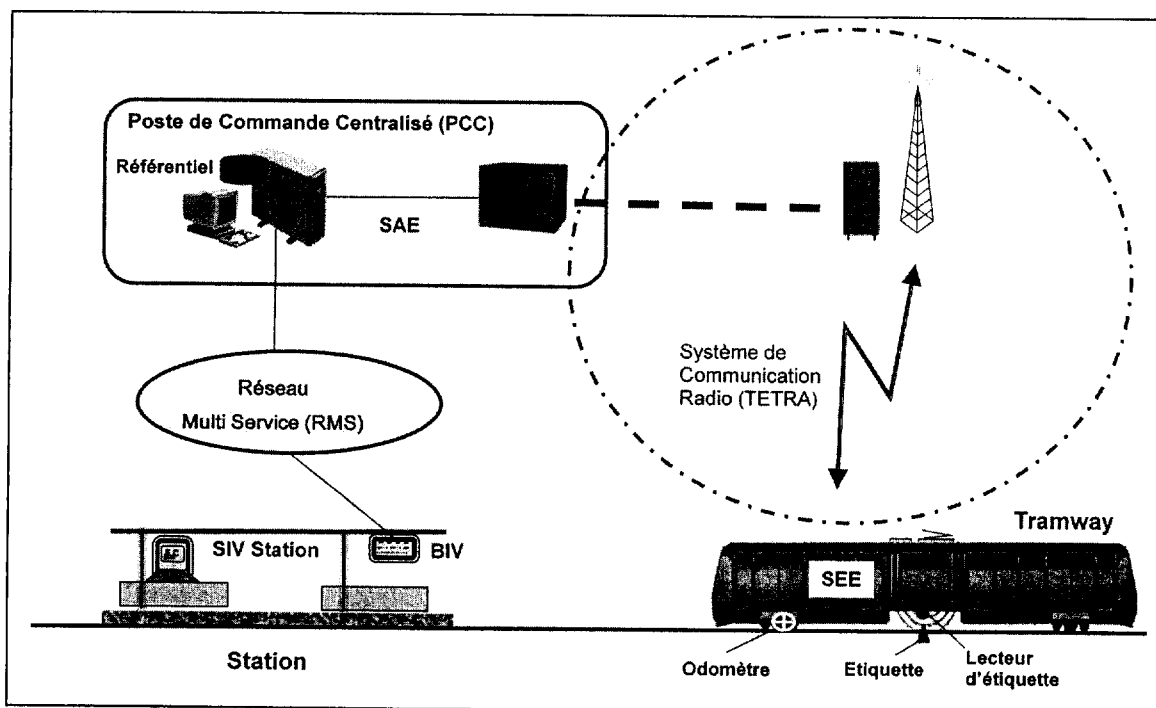 Poste de Commande Centralisé (PCC)
Référentiel
SAE
Système de
Communication
Radio (TETRA)
Réseau
Multi Service (RMS)
SIV Station
BIV
Tramway
SEE
Station
Odomètre
Etiquette
Lecteur
d'étiquette